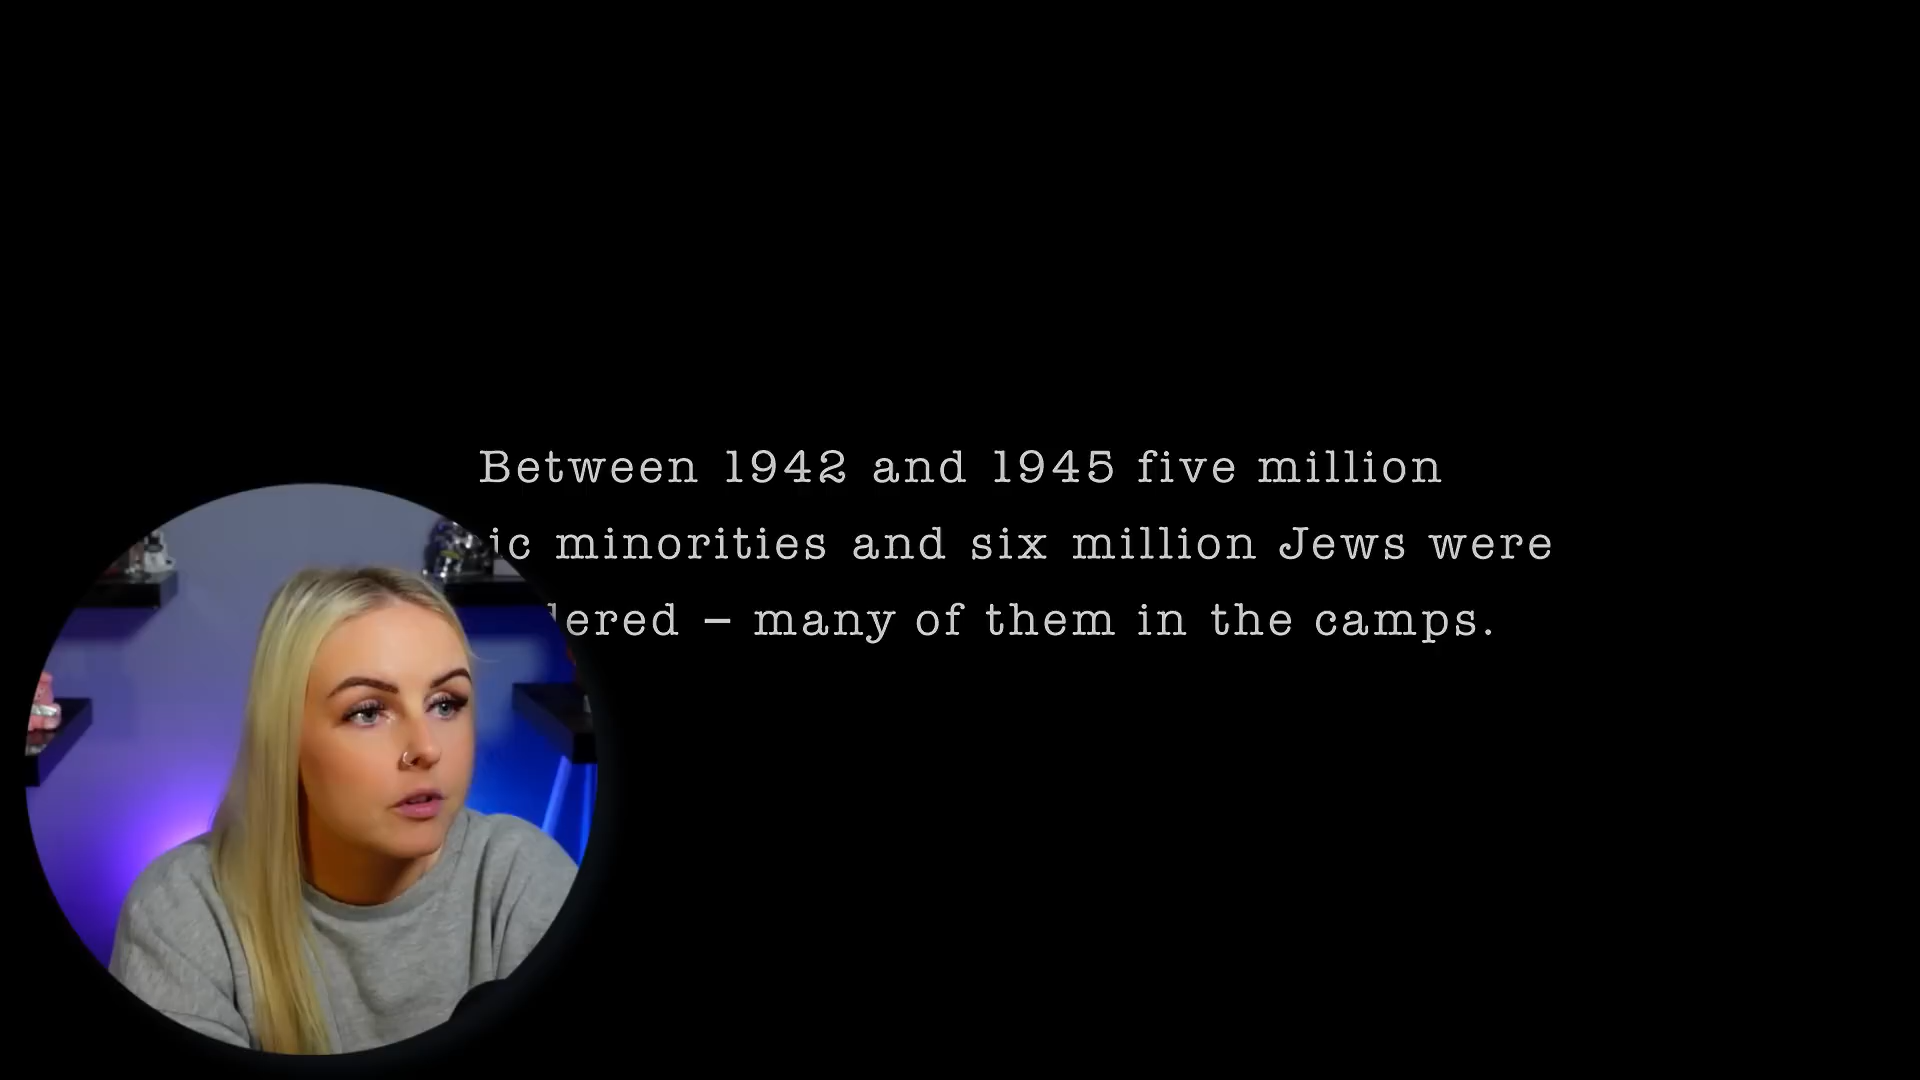 Between 1942 and 1945 five million
minorities and six million Jews were
– many of them in the camps.